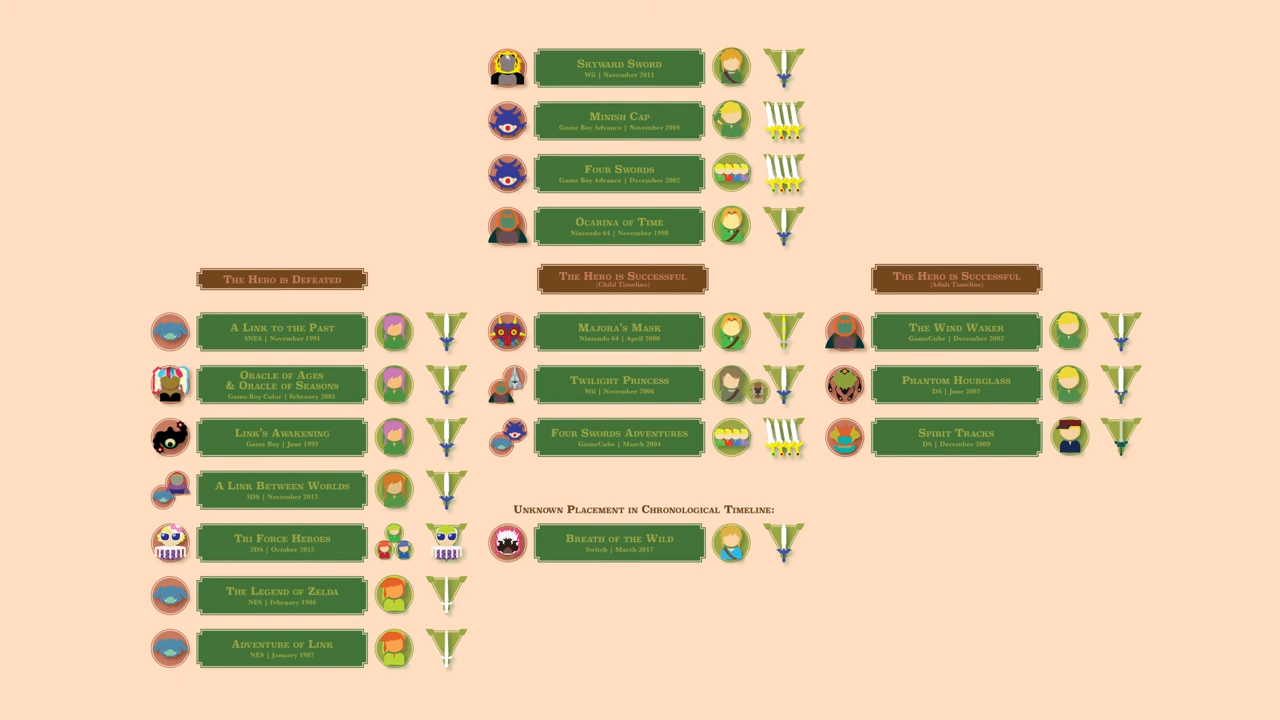 Skyward Sword
Wii | November 2011
Minish Cap
Game Boy Advance | November 2004
Four Swords
Game Boy Advance | December 2002
Ocarina of Time
Nintendo 64 | November 1998
The Hero is Defeated
A Link to the Past
SNES | November 1991
Oracle of Ages
& Oracle of Seasons
Game Boy Color | February 2001
Link's Awakening
Game Boy | June 1993
A Link Between Worlds
3DS | November 2013
Tri Force Heroes
3DS | October 2015
The Legend of Zelda
NES | February 1986
Adventure of Link
NES | January 1987
The Hero is Successful
(Child Timeline)
Majora's Mask
Nintendo 64 | April 2000
Twilight Princess
Wii | November 2006
Four Swords Adventures
GameCube | March 2004
The Hero is Successful
(Adult Timeline)
The Wind Waker
GameCube | December 2002
Phantom Hourglass
DS | June 2007
Spirit Tracks
DS | December 2009
Unknown Placement in Chronological Timeline:
Breath of the Wild
Switch | March 2017